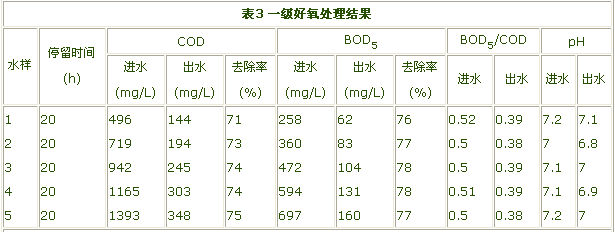 表3 一级好氧处理结果
水样 停留时间(h) COD BOD5 BOD5/COD pH
进水(mg/L) 出水(mg/L) 去除率(%) 进水(mg/L) 出水(mg/L) 去除率(%) 进水 出水 进水 出水
1 20 496 144 71 258 62 76 0.52 0.39 7.2 7.1
2 20 719 194 73 360 83 77 0.5 0.38 7 6.8
3 20 942 245 74 472 104 78 0.5 0.39 7.1 7
4 20 1165 303 74 594 131 78 0.51 0.39 7.1 6.9
5 20 1393 348 75 697 160 77 0.5 0.38 7.2 7